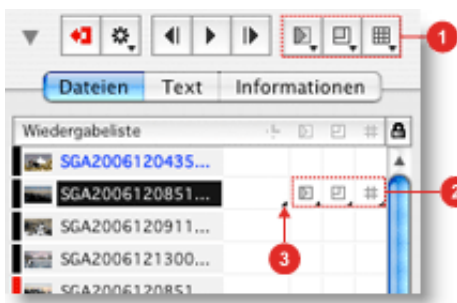 1
Dateien Text Informationen
Wiedergabeliste
SGA2006120435...
SGA2006120851...
2
SGA2006120911...
3
SGA2006121300...
SGA2006120851